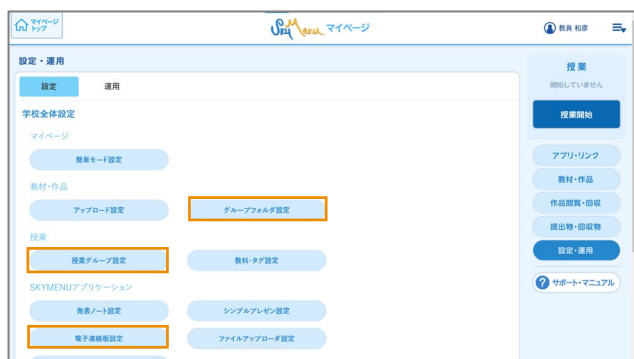 マイページ
トップ
SkyMenu マイページ
教員 和彦
設定・運用
設定
運用
学校全体設定
マイページ
簡単モード設定
教材・作品
アップロード設定
グループフォルダ設定
授業
授業グループ設定
教科・タグ設定
SKYMENUアプリケーション
発表ノート設定
シンプルプレゼン設定
電子連絡板設定
ファイルアップローダ設定
授業
開始していません
授業開始
アプリ・リンク
教材・作品
作品閲覧・回収
提出物・回収物
設定・運用
? サポート・マニュアル